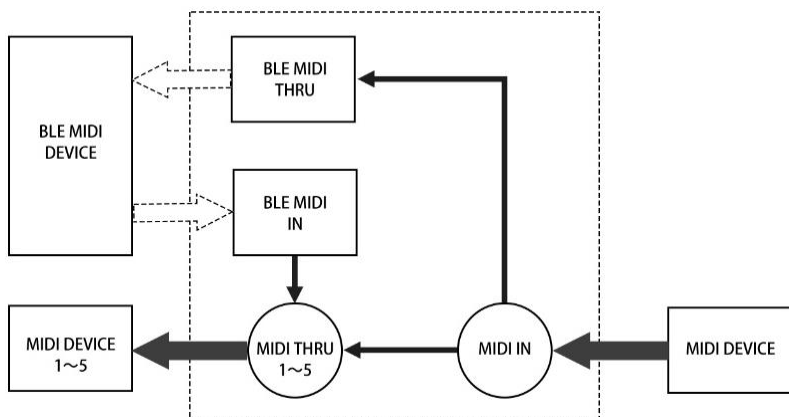 BLE MIDI
THRU
BLE MIDI
DEVICE
BLE MIDI
IN
MIDI DEVICE
1～5
MIDI THRU
1～5
MIDI IN
MIDI DEVICE